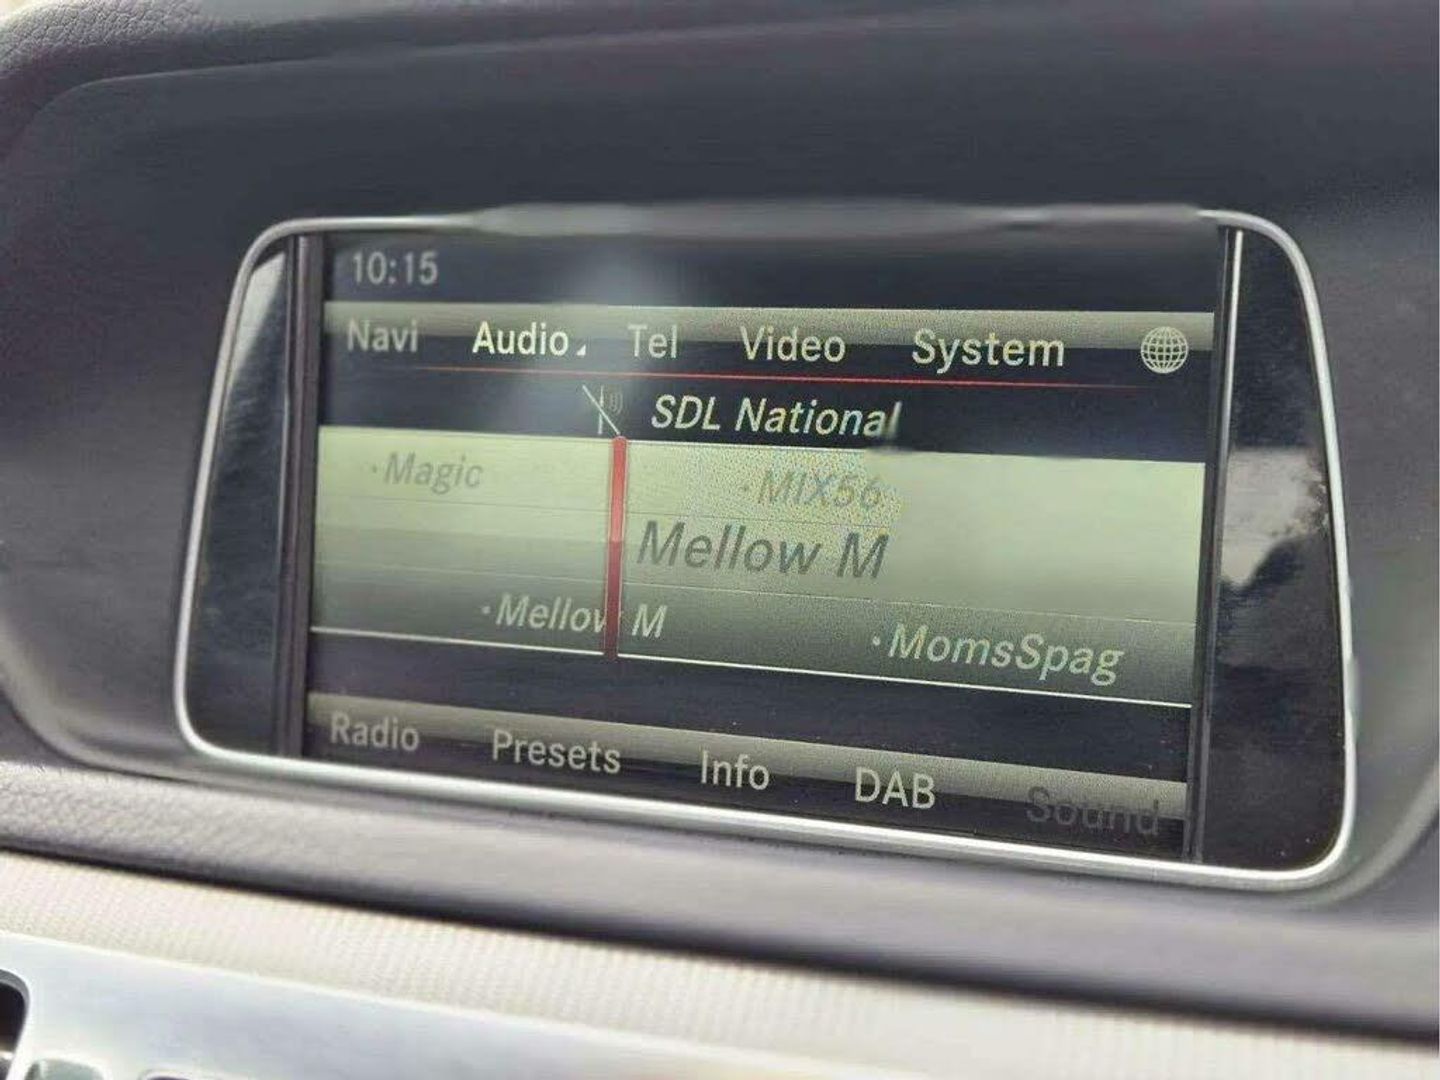 10:15
Navi Audio Tel Video System
SDL National
·Magic ·MIX56
Mellow M
·Mellow M ·MomsSpag
Radio Presets Info DAB Sound